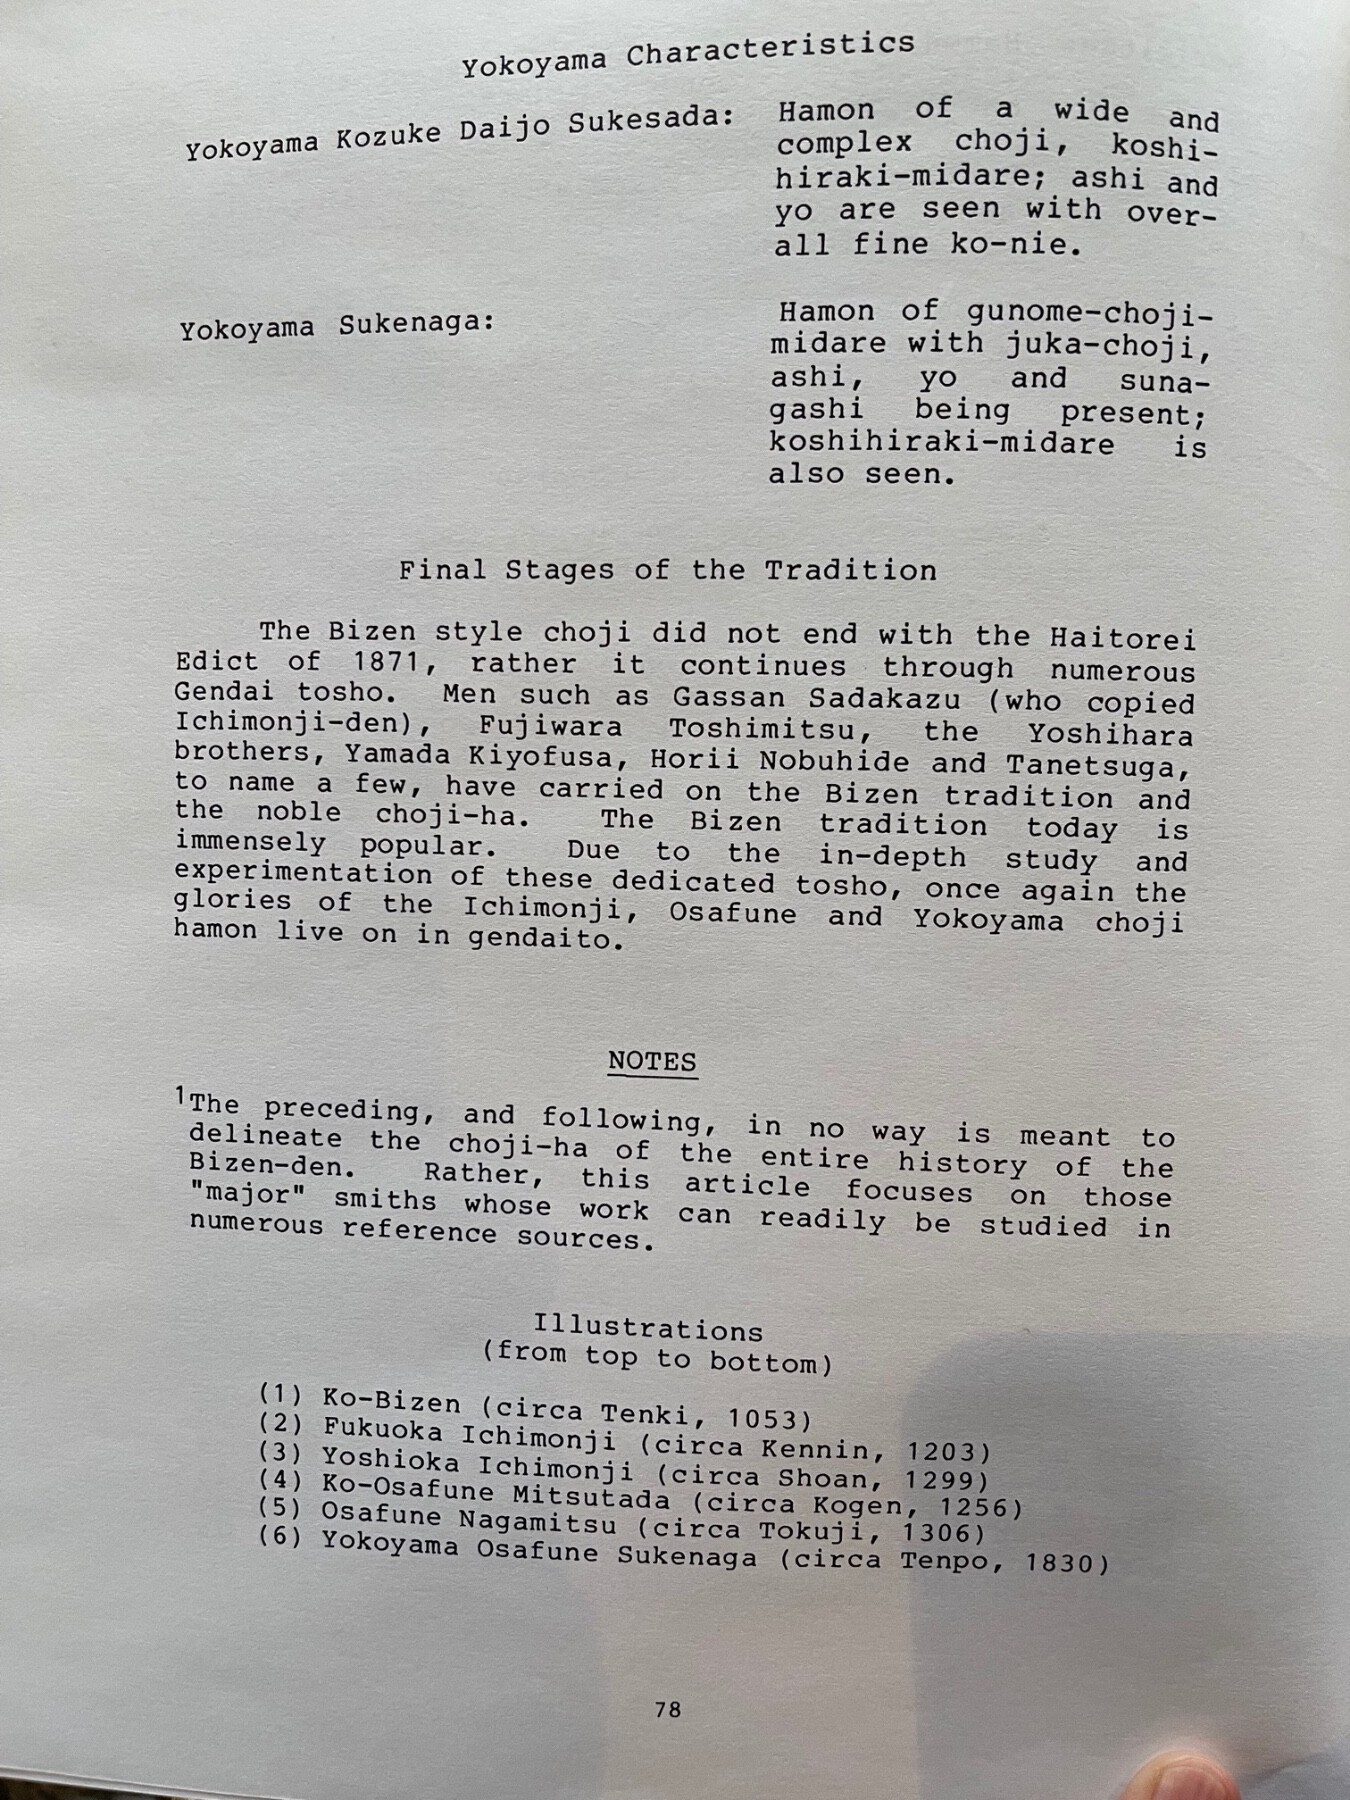 Yokoyama Characteristics
Yokoyama Kozuke Daijo Sukesada:
Hamon of a wide and
complex choji, koshi-
hiraki-midare; ashi and
yo are seen with over-
all fine ko-nie.
Yokoyama Sukenaga:
Hamon of gunome-choji-
midare with juka-choji,
ashi, yo and suna-
gashi being present;
koshihiraki-midare is
also seen.
Final Stages of the Tradition
The Bizen style choji did not end with the Haitorei
Edict of 1871, rather it continues through numerous
Gendai tosho. Men such as Gassan Sadakazu (who copied
Ichimonji-den), Fujiwara Toshimitsu, the Yoshihara
brothers, Yamada Kiyofusa, Horii Nobuhide and Tanetsuga,
to name a few, have carried on the Bizen tradition and
the noble choji-ha. The Bizen tradition today is
immensely popular. Due to the in-depth study and
experimentation of these dedicated tosho, once again the
glories of the Ichimonji, Osafune and Yokoyama choji
hamon live on in gendaito.
NOTES
1The preceding, and following, in no way is meant to
delineate the choji-ha of the entire history of the
Bizen-den. Rather, this article focuses on those
"major" smiths whose work can readily be studied in
numerous reference sources.
Illustrations
(from top to bottom)
(1) Ko-Bizen (circa Tenki, 1053)
(2) Fukuoka Ichimonji (circa Kennin, 1203)
(3) Yoshioka Ichimonji (circa Shoan, 1299)
(4) Ko-Osafune Mitsutada (circa Kogen, 1256)
(5) Osafune Nagamitsu (circa Tokuji, 1306)
(6) Yokoyama Osafune Sukenaga (circa Tenpo, 1830)
78